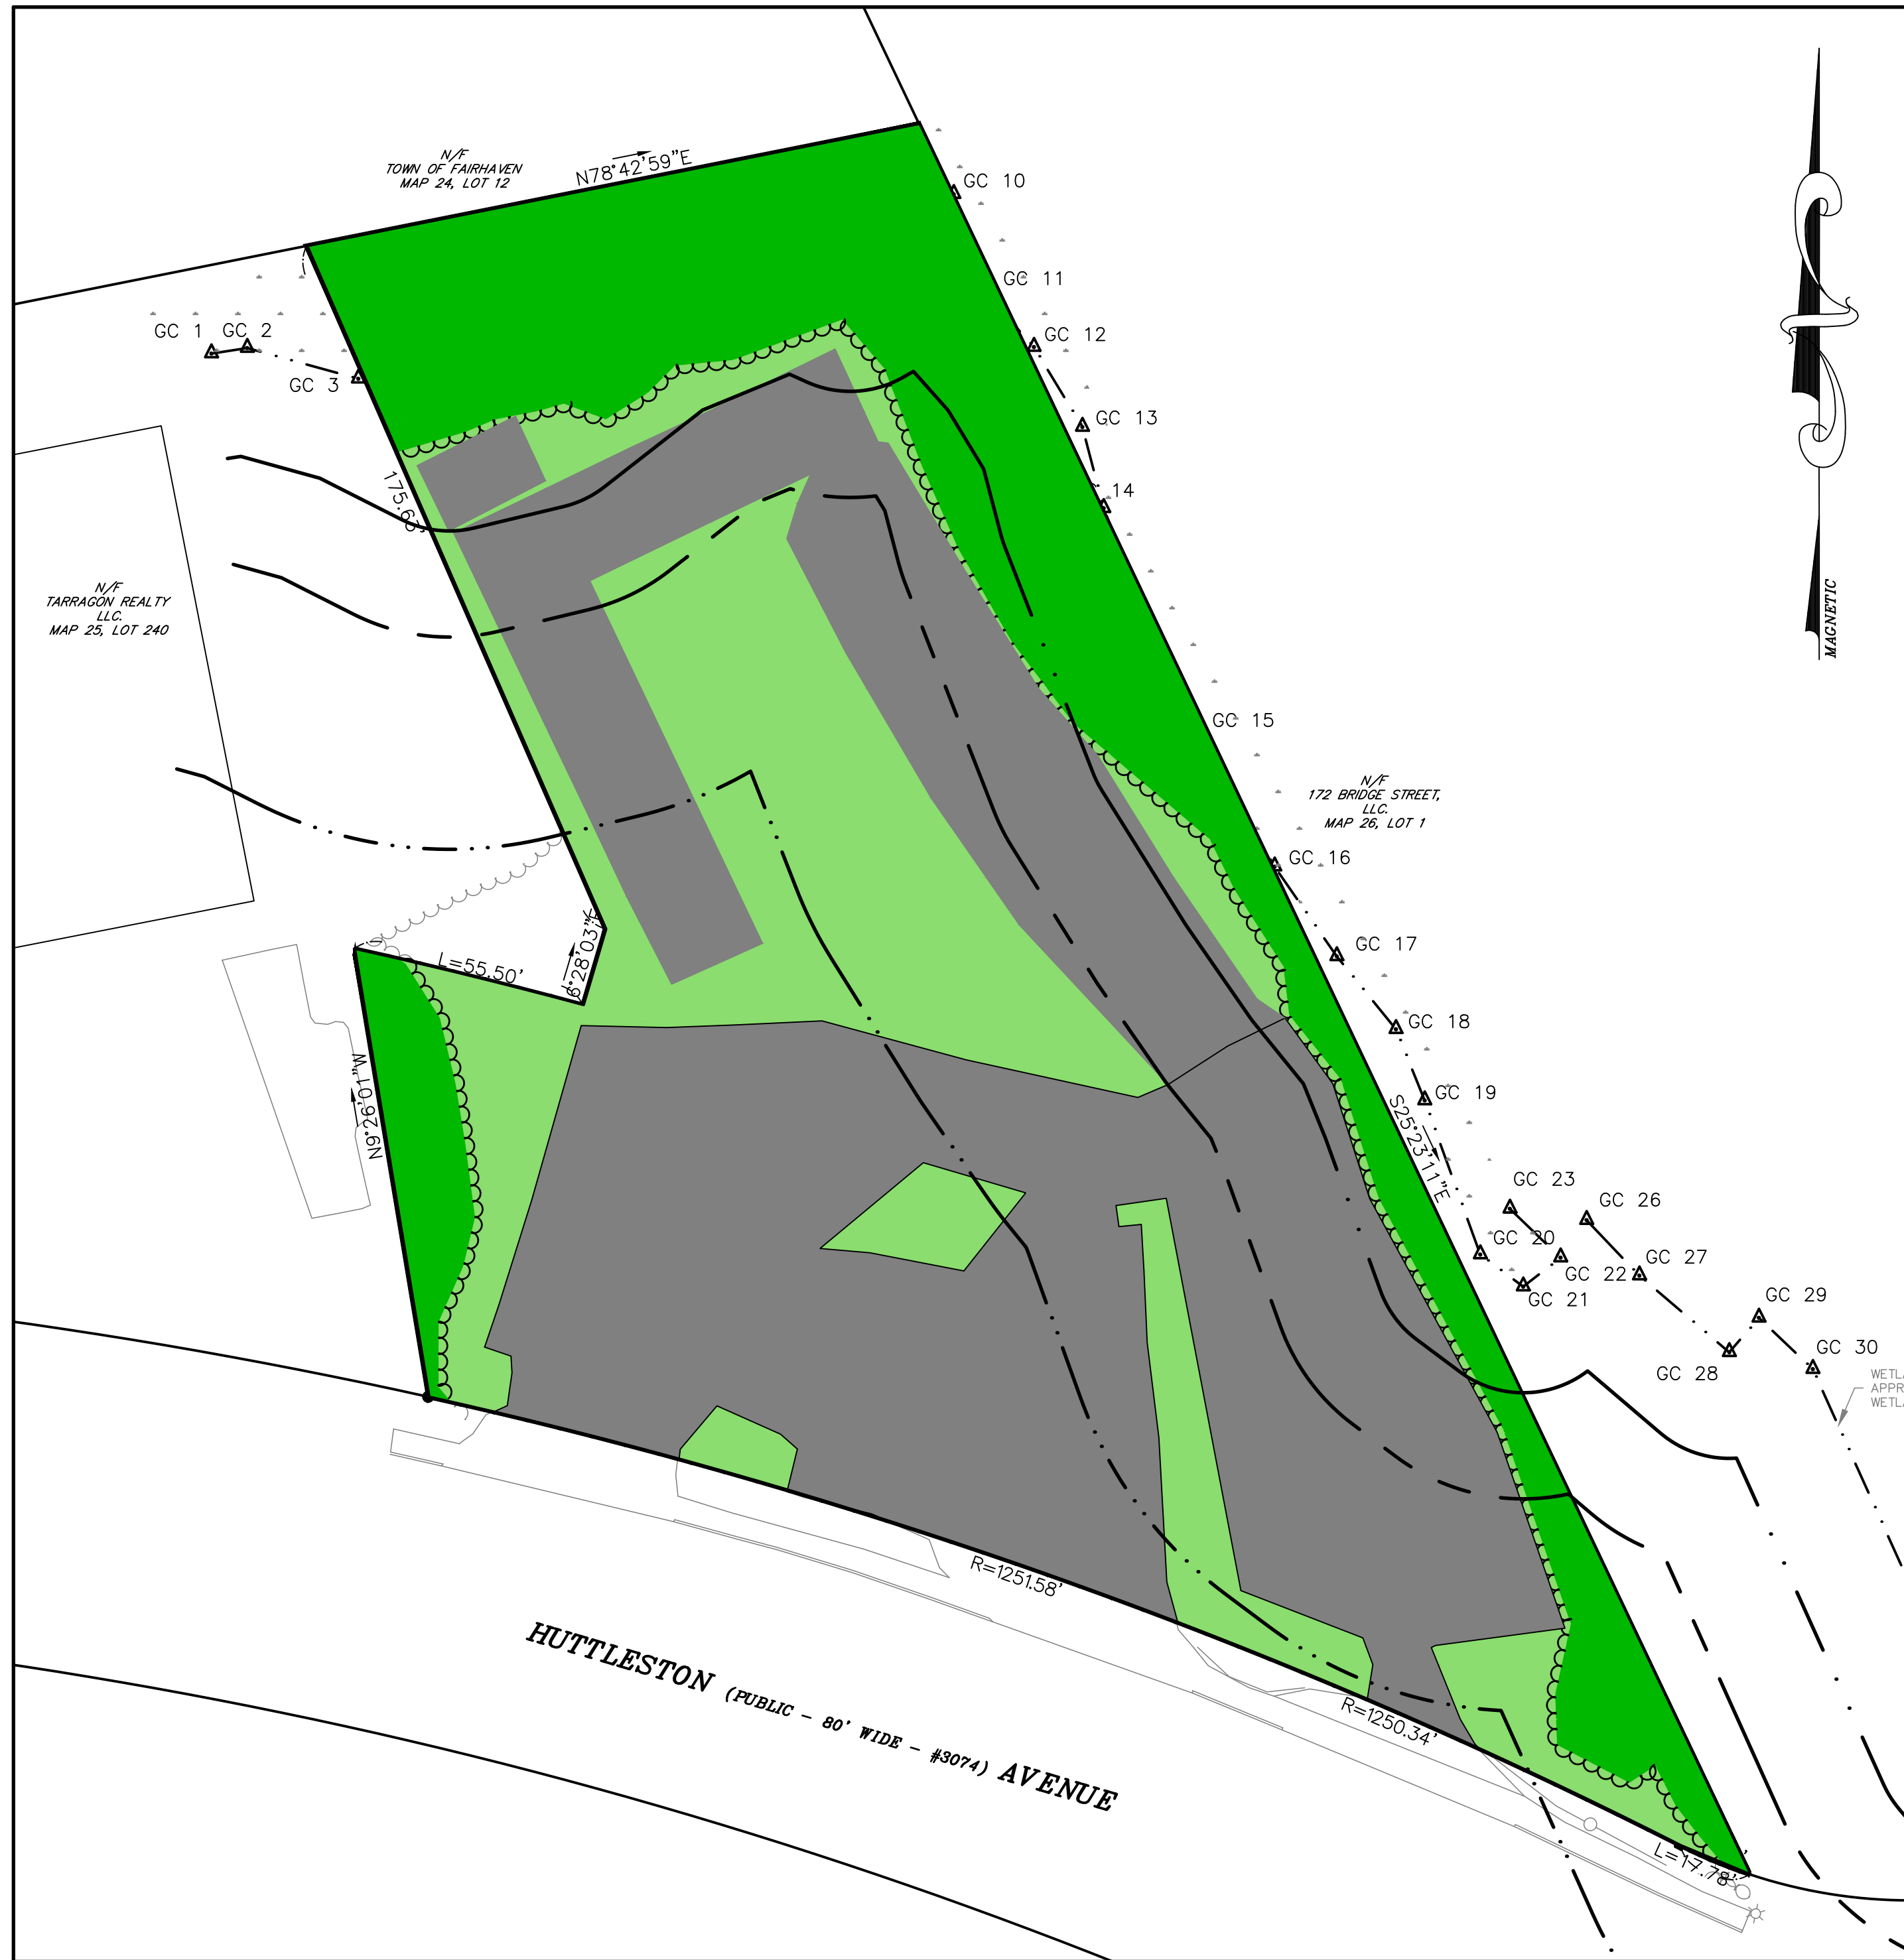 N/F
TOWN OF FAIRHAVEN
MAP 24, LOT 12
N78°42'59"E
GC 10
GC 11
GC 1
GC 2
GC 3
GC 12
GC 13
14
175.63'
N/F
TARRAGON REALTY
LLC.
MAP 25, LOT 240
MAGNETIC
GC 15
N/F
172 BRIDGE STREET,
LLC.
MAP 26, LOT 1
GC 16
GC 17
L=55.50'
6°28'03"E
GC 18
GC 19
N9°26'01"W
S25°23'11"E
GC 23
GC 26
GC 20
GC 22
GC 27
GC 21
GC 29
GC 28
GC 30
WETLA
APPR
WETLA
R=1251.58'
HUTTLESTON (PUBLIC - 80' WIDE - #3074) AVENUE
R=1250.34'
L=17.78'